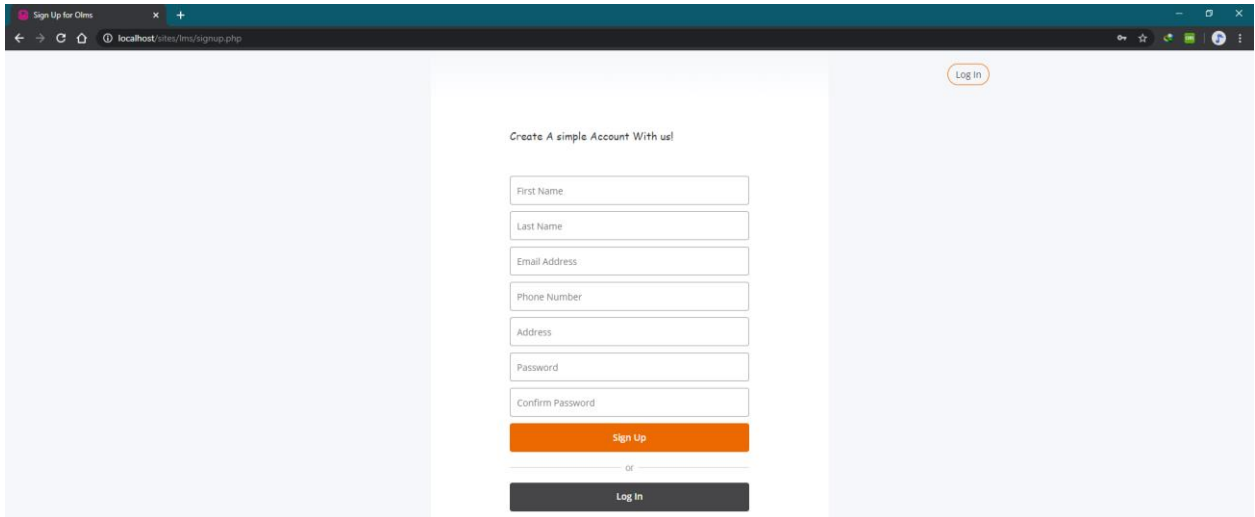 Sign Up for Olms
localhost/sites/lms/signup.php
Log In
Create A simple Account With us!
First Name
Last Name
Email Address
Phone Number
Address
Password
Confirm Password
Sign Up
or
Log In